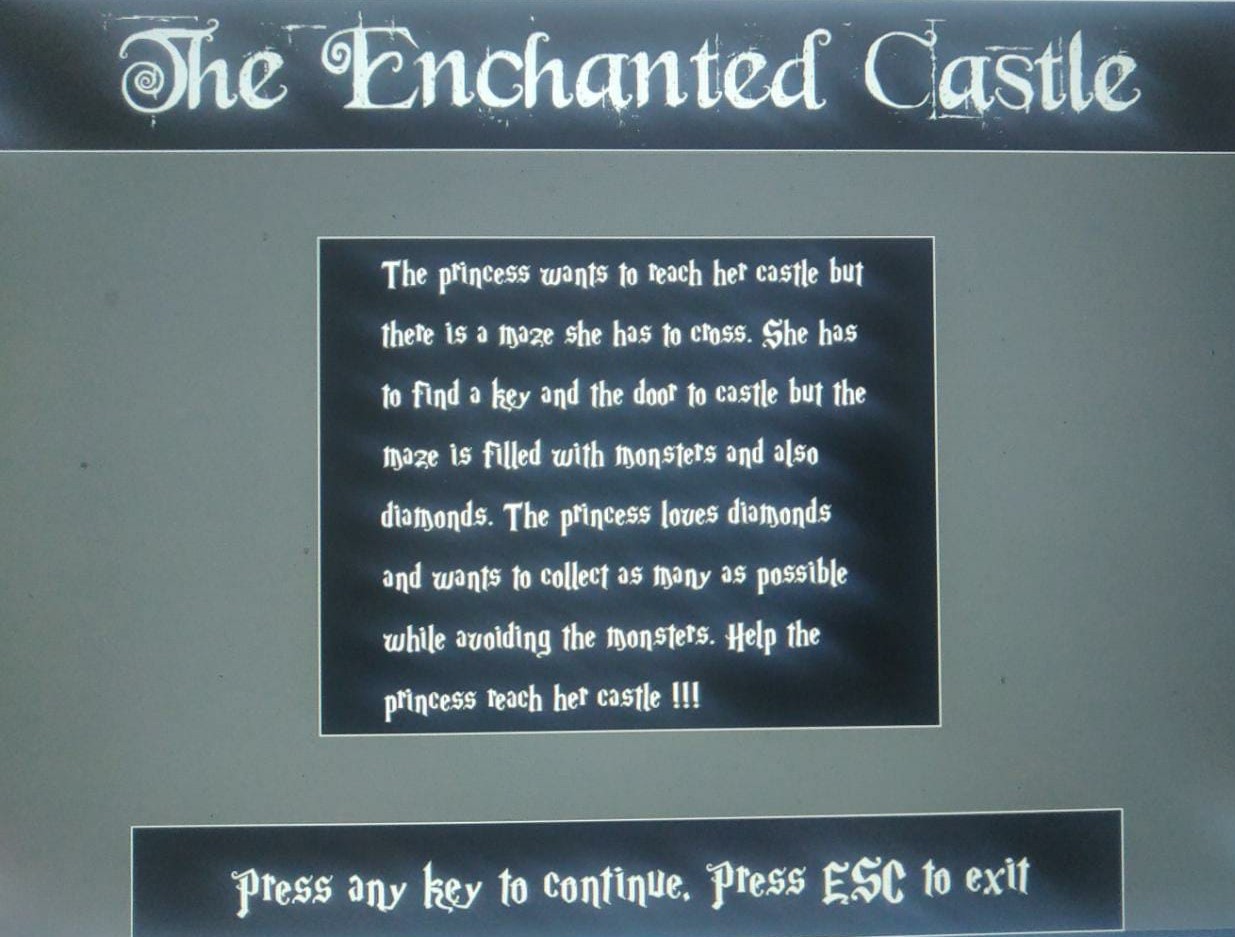 The Enchanted Castle
The princess wants to reach her castle but
there is a maze she has to cross. She has
to find a key and the door to castle but the
maze is filled with monsters and also
diamonds. The princess loves diamonds
and wants to collect as many as possible
while avoiding the monsters. Help the
princess reach her castle !!!
Press any key to continue. Press ESC to exit